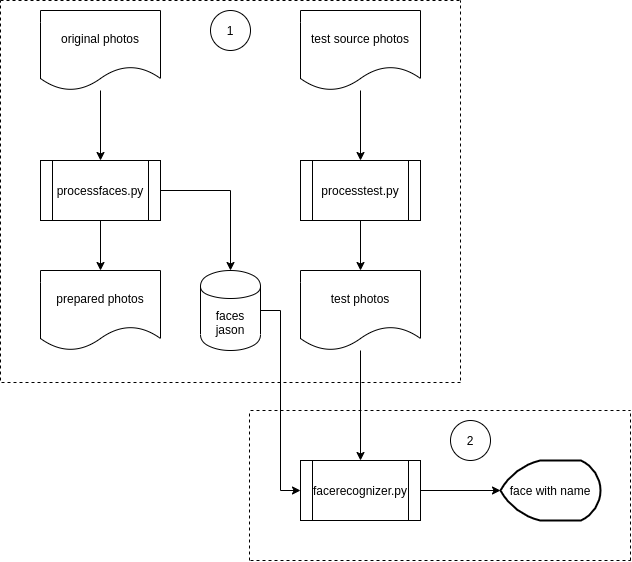 original photos
1
test source photos
processfaces.py
processtest.py
prepared photos
faces
jason
test photos
2
facerecognizer.py
face with name